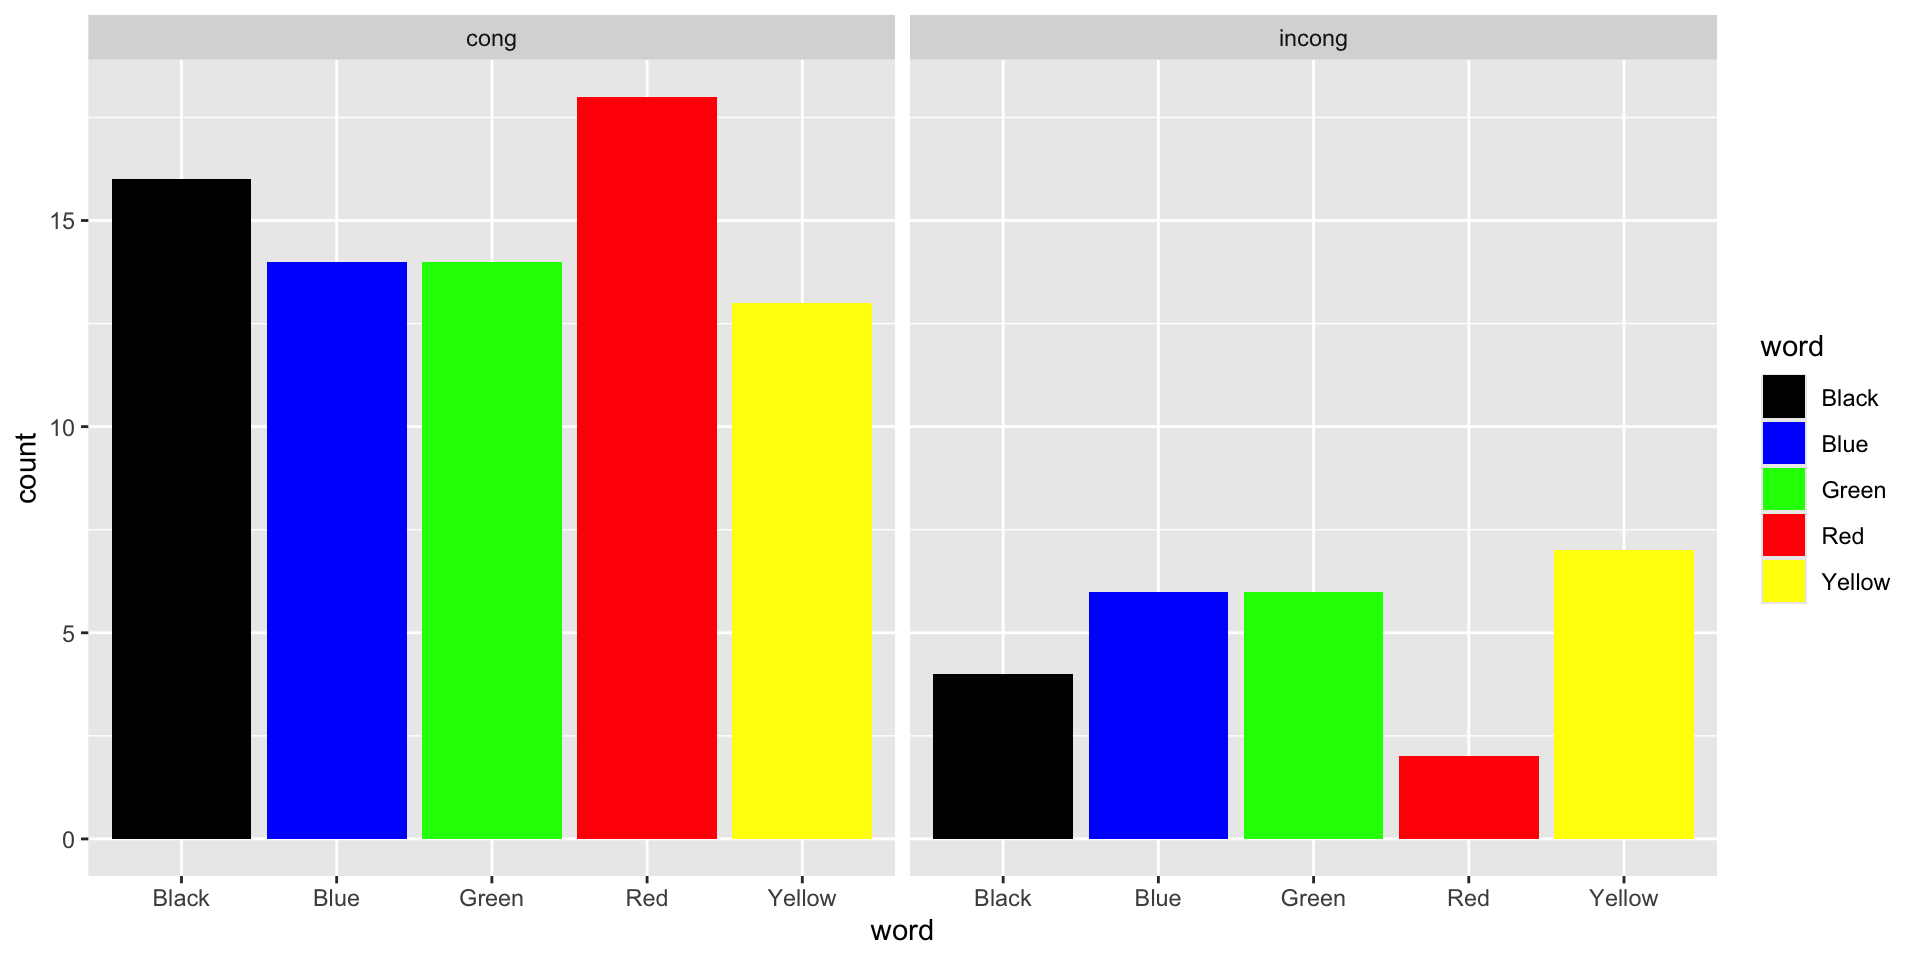 cong
incong
15
10
5
0
count
Black
Blue
Green
Red
Yellow
Black
Blue
Green
Red
Yellow
word
word
Black
Blue
Green
Red
Yellow